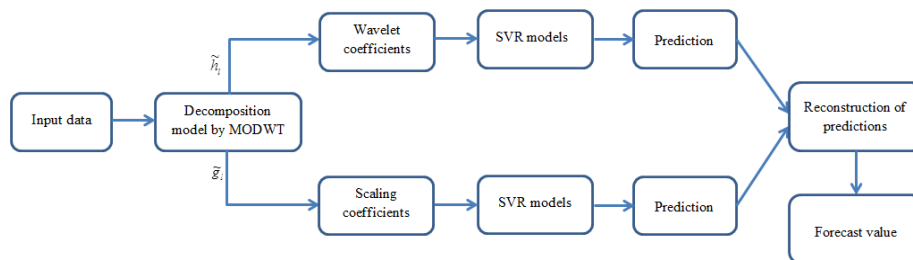 Wavelet
coefficients
SVR models
Prediction
h̃ᵢ
Input data
Decomposition
model by MODWT
Reconstruction of
predictions
g̃ᵢ
Scaling
coefficients
SVR models
Prediction
Forecast value